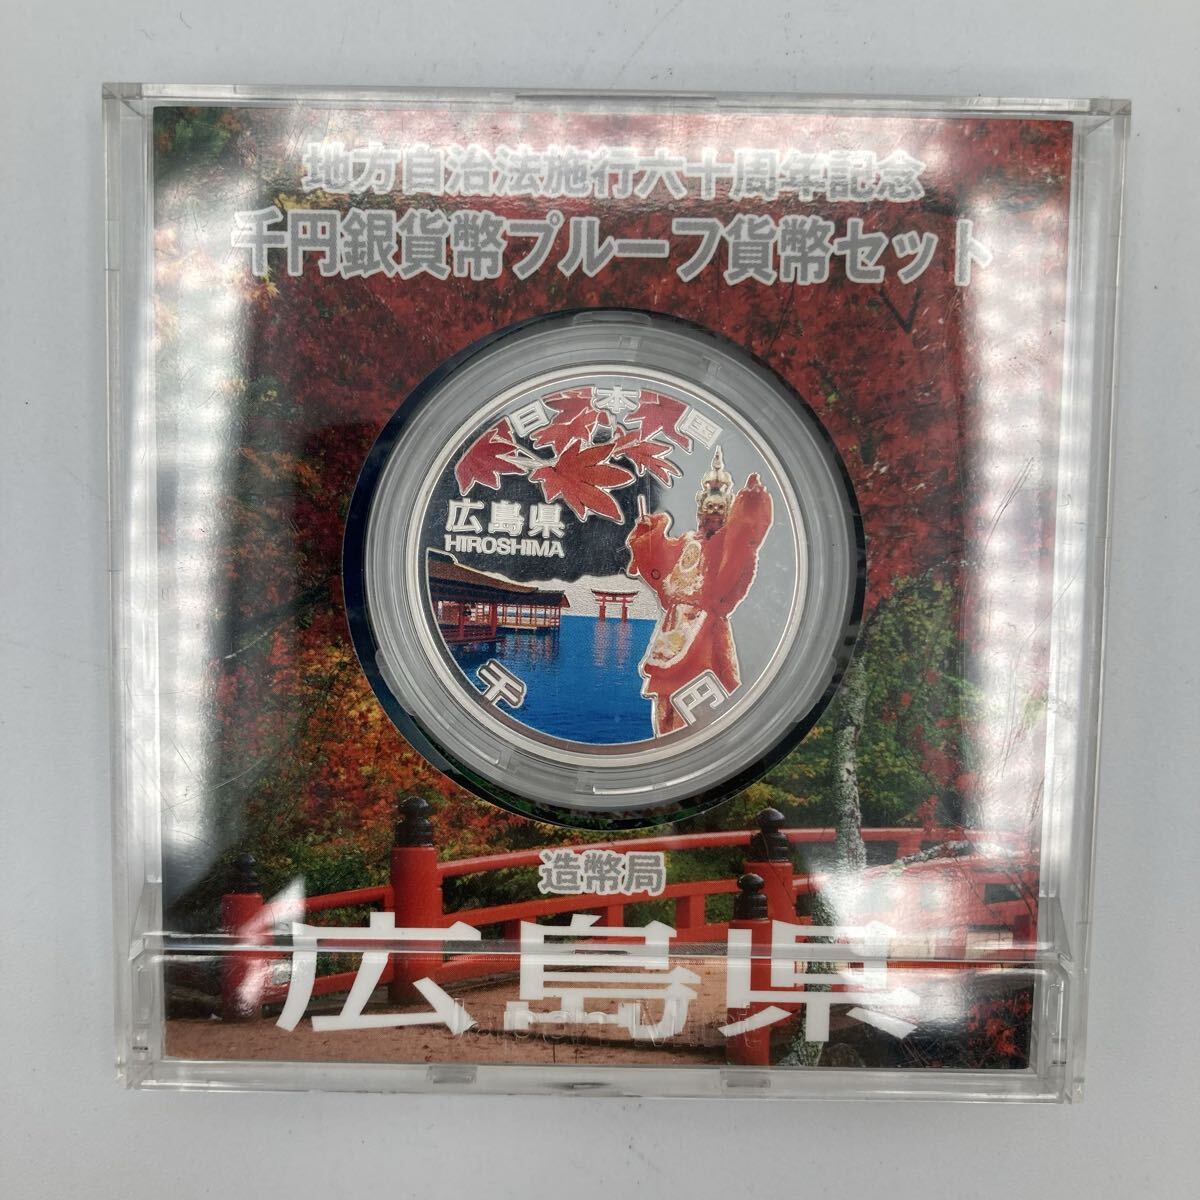 地方自治法施行六十周年記念
千円銀貨幣プルーフ貨幣セット
日本国
広島県
HIROSHIMA
千円
造幣局
広島県
Japan Mint